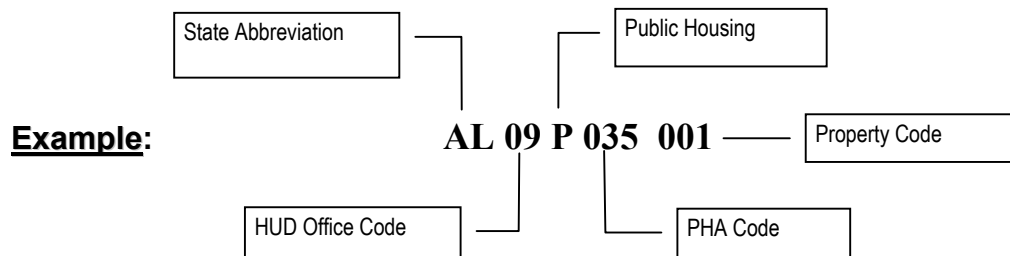 State Abbreviation
Public Housing
Example: AL 09 P 035 001
Property Code
HUD Office Code
PHA Code